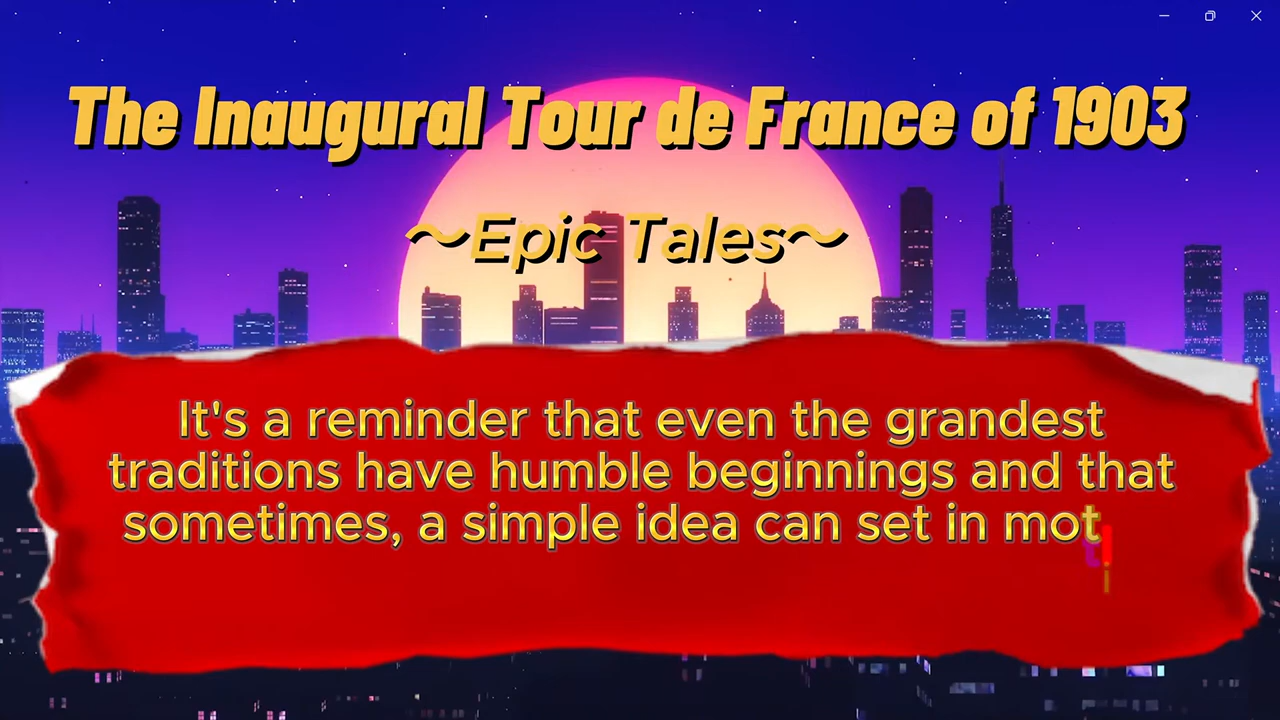 The Inaugural Tour de France of 1903
~Epic Tales~
It's a reminder that even the grandest
traditions have humble beginnings and that
sometimes, a simple idea can set in mot